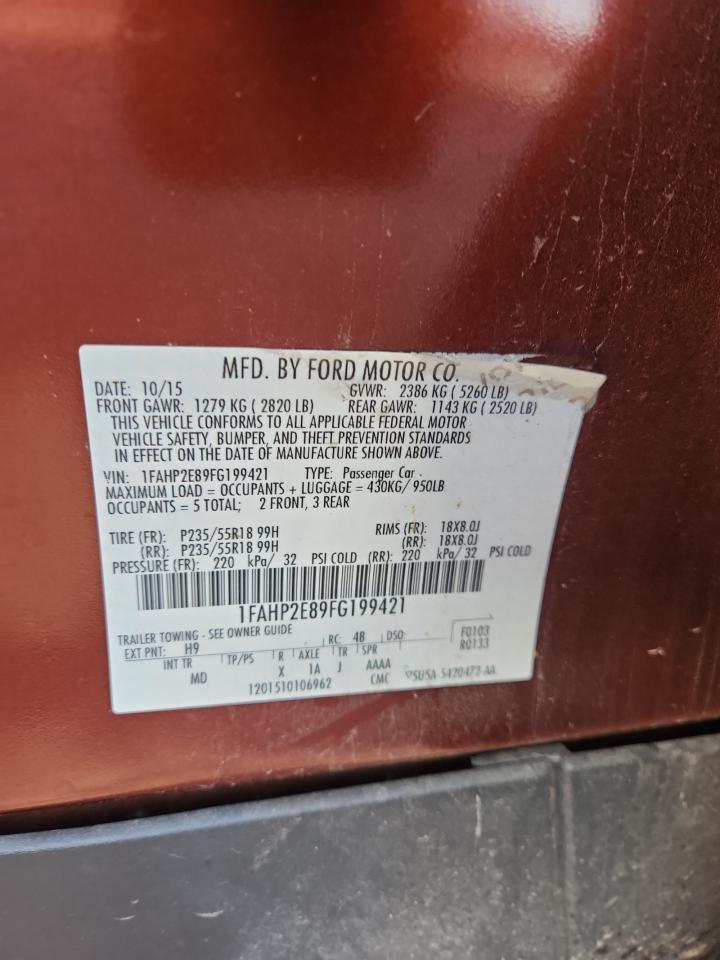 MFD. BY FORD MOTOR CO.
DATE: 10/15 GVWR: 2386 KG ( 5260 LB)
FRONT GAWR: 1279 KG ( 2820 LB) REAR GAWR: 1143 KG ( 2520 LB)
THIS VEHICLE CONFORMS TO ALL APPLICABLE FEDERAL MOTOR
VEHICLE SAFETY, BUMPER, AND THEFT PREVENTION STANDARDS
IN EFFECT ON THE DATE OF MANUFACTURE SHOWN ABOVE.
VIN: 1FAHP2E89FG199421 TYPE: Passenger Car
MAXIMUM LOAD = OCCUPANTS + LUGGAGE = 430KG/ 950LB
OCCUPANTS = 5 TOTAL; 2 FRONT, 3 REAR
TIRE (FR): P235/55R18 99H RIMS (FR): 18X8.0J
(RR): P235/55R18 99H (RR): 18X8.0J
PRESSURE (FR): 220 kPa/ 32 PSI COLD (RR): 220 kPa/ 32 PSI COLD
1FAHP2E89FG199421
TRAILER TOWING - SEE OWNER GUIDE F0103
EXT PNT: H9 RC: 48 DSO: R0133
INT TR TP/PS R AXLE TR SPR
MD X 1A J AAAA
1201510106962 CMC 5U5A-5420472-AA